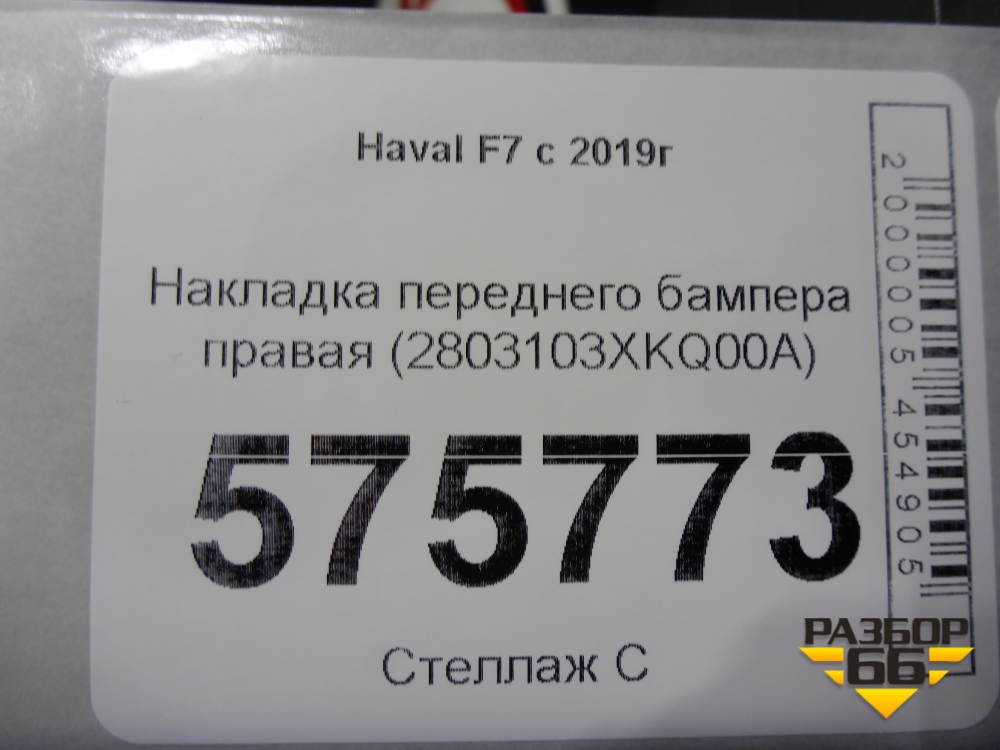 Haval F7 с 2019г
Накладка переднего бампера
правая (2803103XKQ00A)
575773
Стеллаж С
2000005454905
РАЗБОР
66